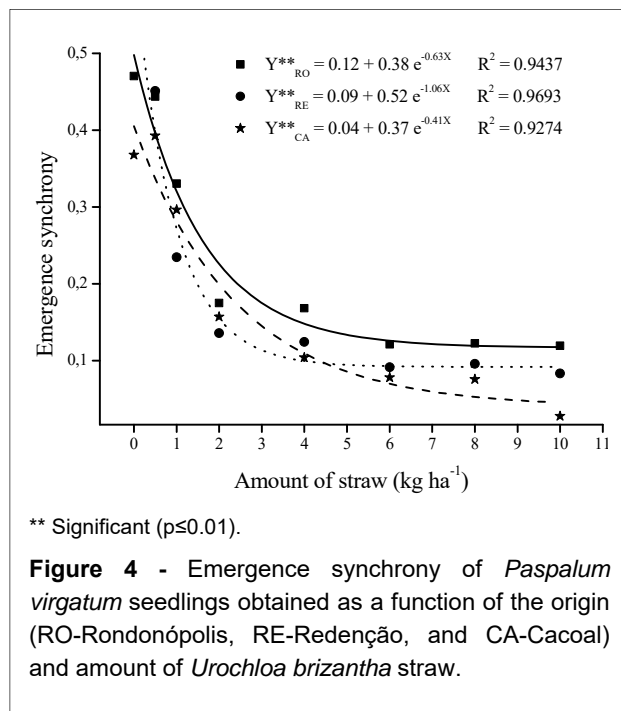 0,5
0,4
0,3
0,2
0,1
Emergence synchrony
■ Y**RO = 0.12 + 0.38 e^-0.63X R² = 0.9437
● Y**RE = 0.09 + 0.52 e^-1.06X R² = 0.9693
★ Y**CA = 0.04 + 0.37 e^-0.41X R² = 0.9274
0 1 2 3 4 5 6 7 8 9 10 11
Amount of straw (kg ha⁻¹)
** Significant (p≤0.01).
Figure 4 - Emergence synchrony of Paspalum
virgatum seedlings obtained as a function of the origin
(RO-Rondonópolis, RE-Redenção, and CA-Cacoal)
and amount of Urochloa brizantha straw.